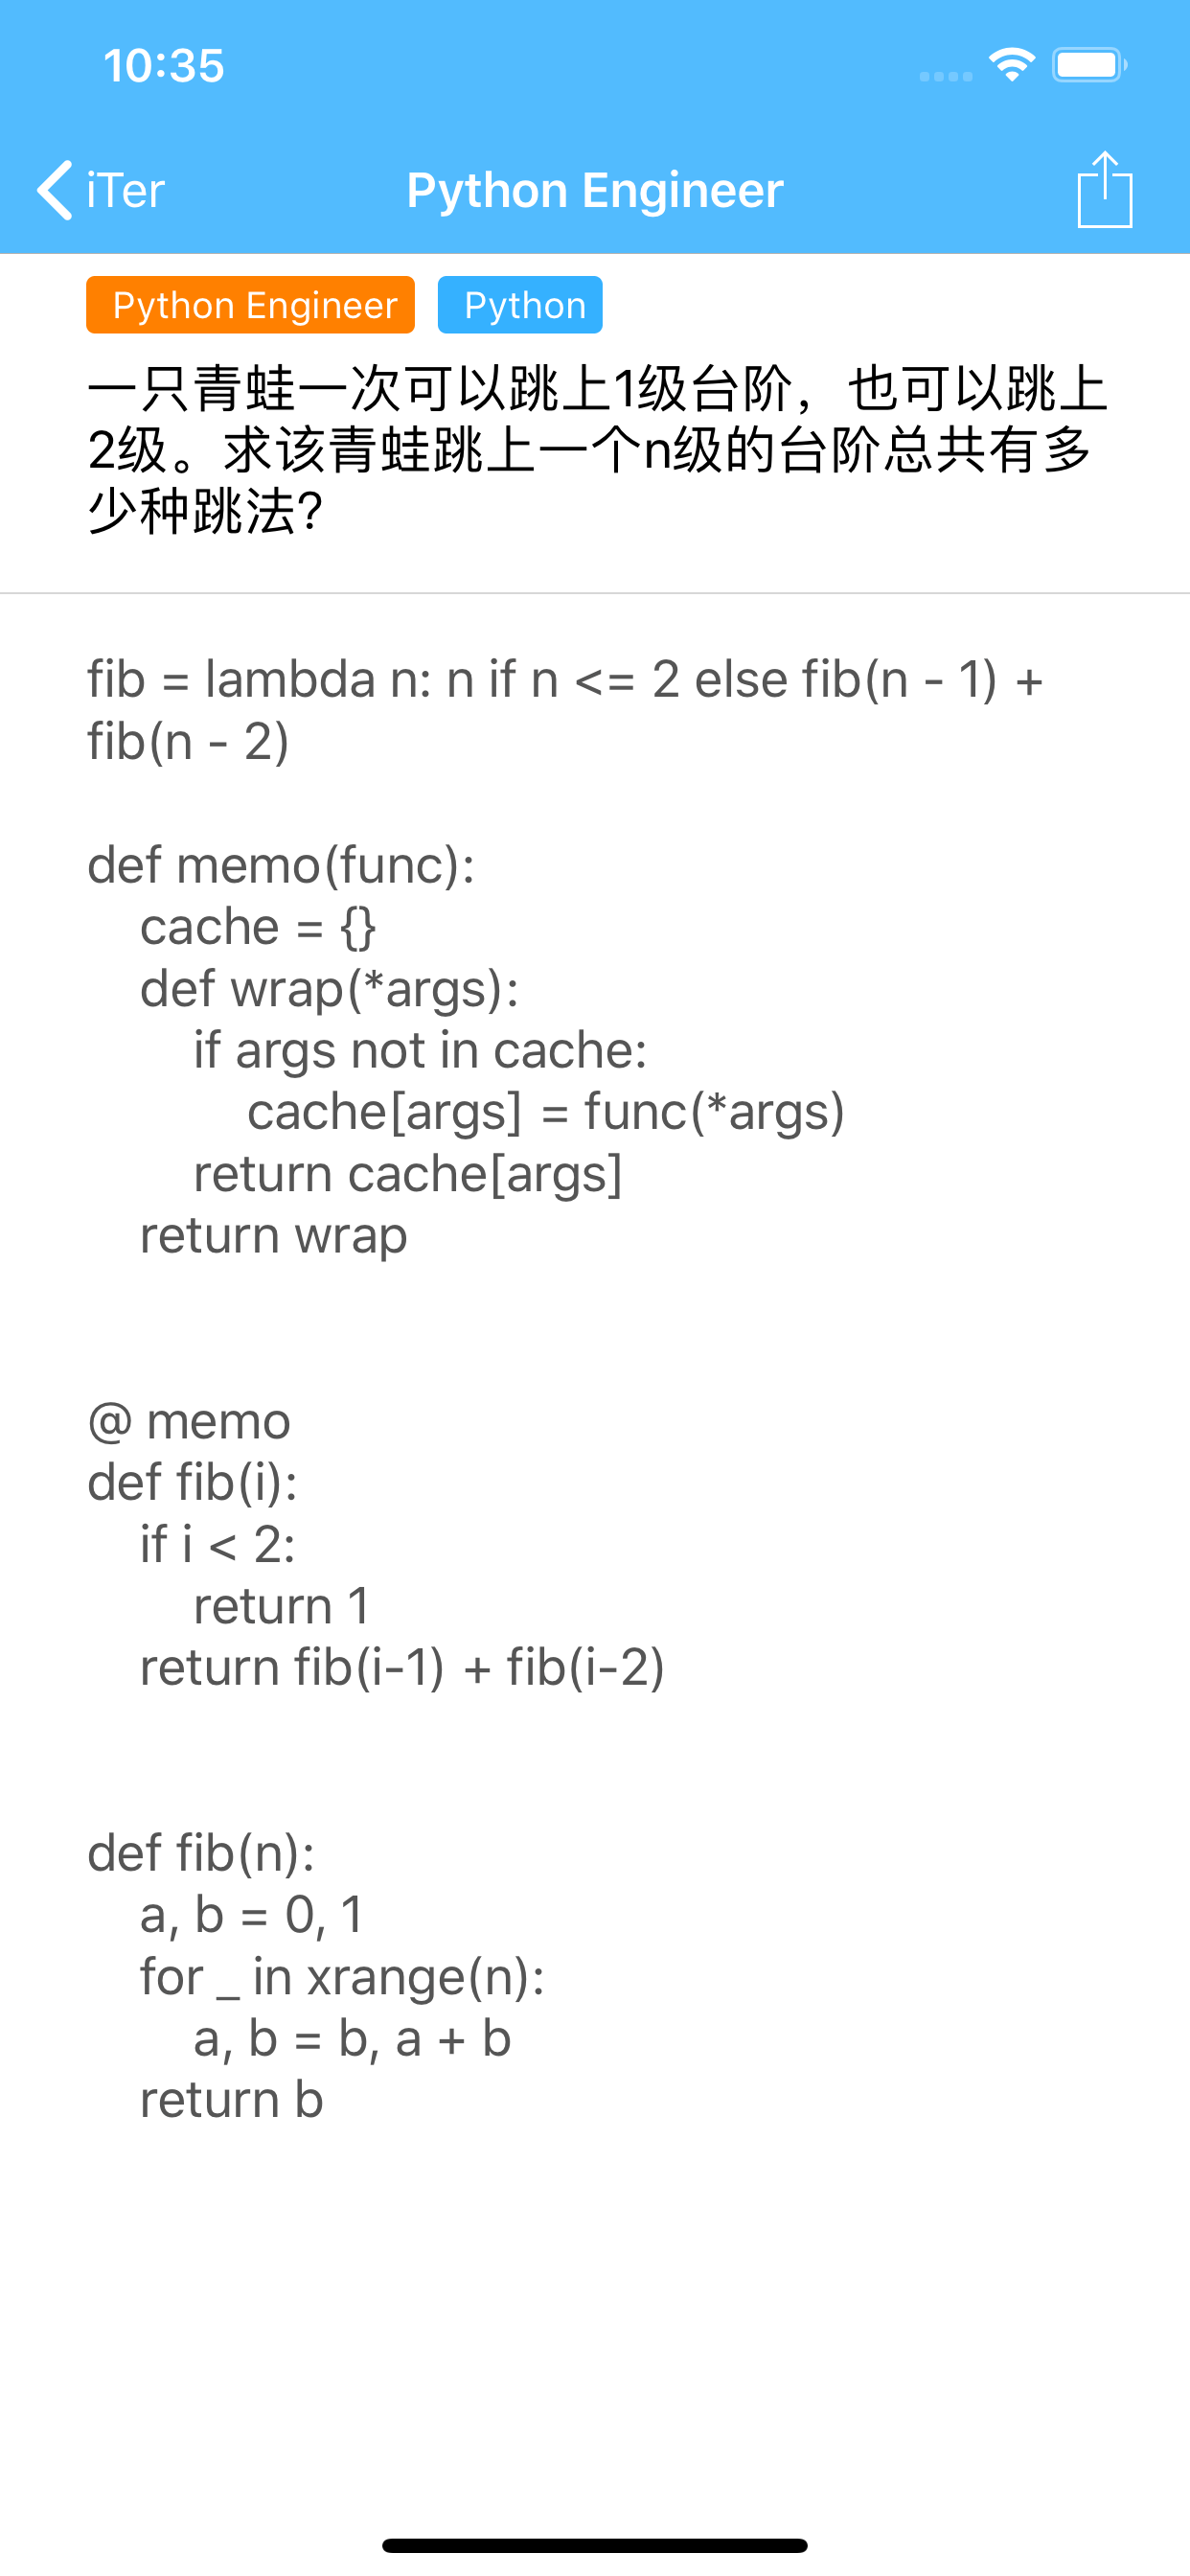 10:35
iTer
Python Engineer
Python Engineer
Python
一只青蛙一次可以跳上1级台阶，也可以跳上
2级。求该青蛙跳上一个n级的台阶总共有多
少种跳法?
fib = lambda n: n if n <= 2 else fib(n - 1) +
fib(n - 2)
def memo(func):
    cache = {}
    def wrap(*args):
        if args not in cache:
            cache[args] = func(*args)
        return cache[args]
    return wrap
@ memo
def fib(i):
    if i < 2:
        return 1
    return fib(i-1) + fib(i-2)
def fib(n):
    a, b = 0, 1
    for _ in xrange(n):
        a, b = b, a + b
    return b